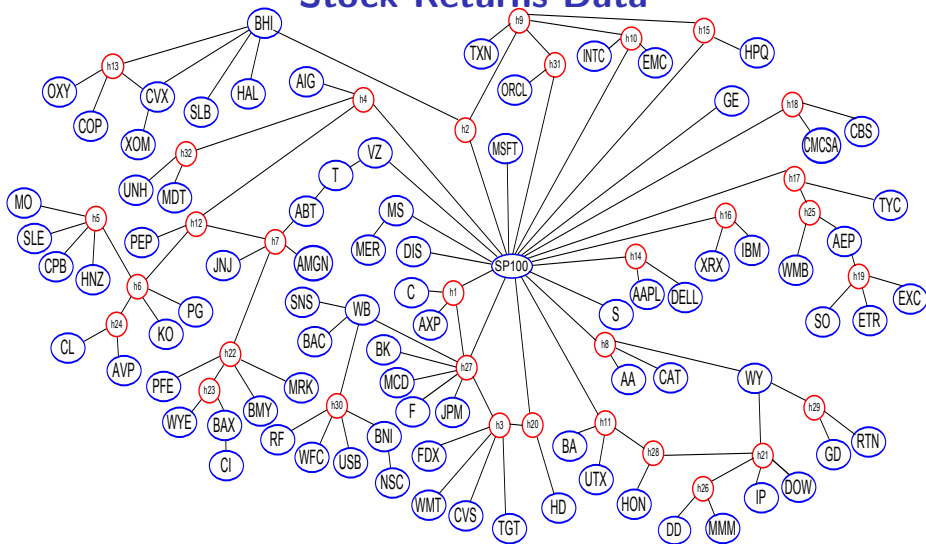 Stock Returns Data
BHI
h9
h10
h15
TXN
INTC
EMC
HPQ
h13
h31
OXY
CVX
HAL
AIG
h4
ORCL
GE
h18
COP
SLB
h2
CBS
XOM
MSFT
CMCSA
h32
VZ
T
h17
UNH
MDT
TYC
MO
ABT
MS
h25
h5
h12
h7
h16
SLE
PEP
MER
DIS
IBM
AEP
CPB
JNJ
AMGN
SP100
h14
XRX
WMB
HNZ
h6
C
h1
AAPL
DELL
h19
EXC
SNS
WB
PG
AXP
S
SO
ETR
h24
KO
BAC
CL
h22
BK
h8
AVP
h27
AA
CAT
WY
PFE
h23
MRK
MCD
WYE
BMY
F
JPM
h30
h29
BAX
RF
BNI
h3
h20
h11
RTN
CI
WFC
USB
FDX
BA
h28
h21
GD
NSC
UTX
WMT
CVS
TGT
HD
HON
h26
IP
DOW
DD
MMM